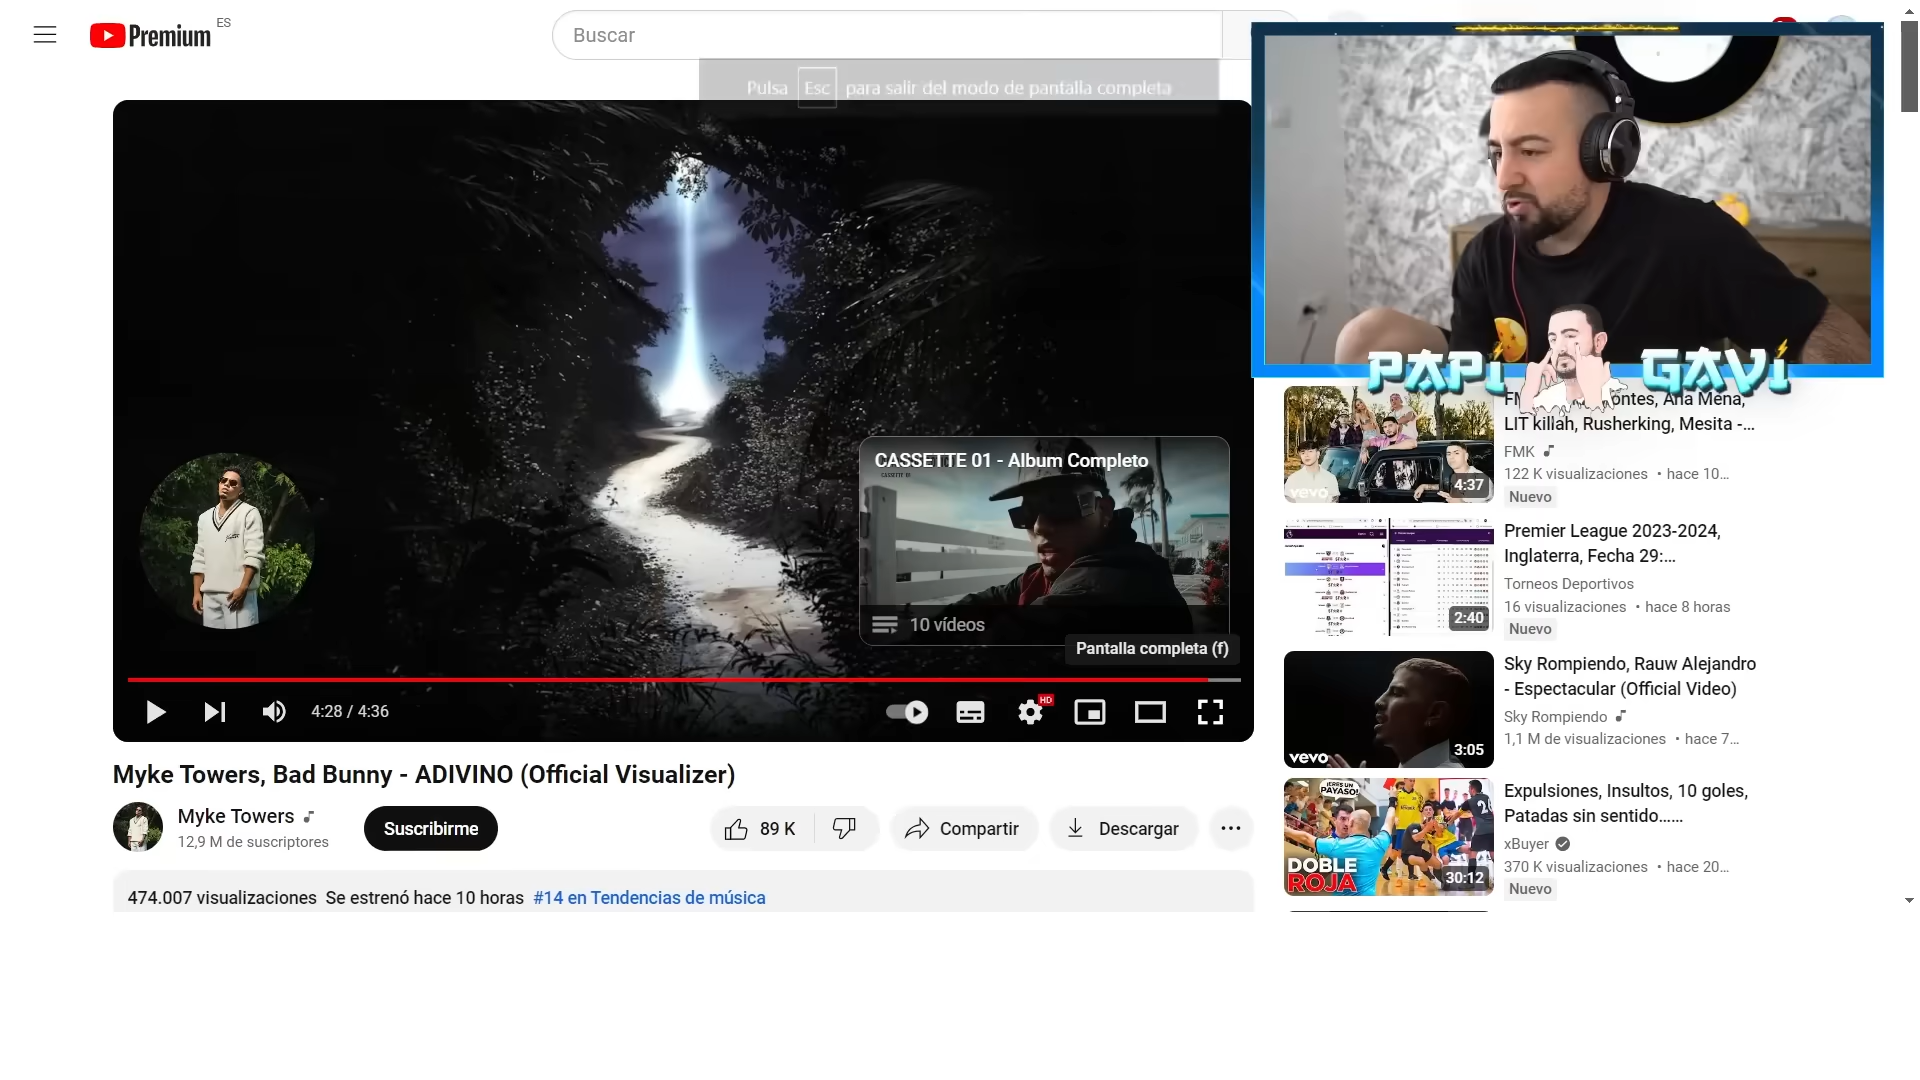 Premium
ES
Buscar
Pulsa Esc para salir del modo de pantalla completa
CASSETTE 01 - Album Completo
10 vídeos
Pantalla completa (f)
4:28 / 4:36
HD
Myke Towers, Bad Bunny - ADIVINO (Official Visualizer)
Myke Towers
12,9 M de suscriptores
Suscribirme
89 K
Compartir
Descargar
474.007 visualizaciones Se estrenó hace 10 horas #14 en Tendencias de música
PAPI GAVI
Ana Mena,
LIT killah, Rusherking, Mesita -...
FMK
122 K visualizaciones • hace 10...
Nuevo
vevo
4:37
Premier League 2023-2024,
Inglaterra, Fecha 29:...
Torneos Deportivos
16 visualizaciones • hace 8 horas
Nuevo
2:40
Sky Rompiendo, Rauw Alejandro
- Espectacular (Official Video)
Sky Rompiendo
1,1 M de visualizaciones • hace 7...
vevo
3:05
Expulsiones, Insultos, 10 goles,
Patadas sin sentido......
xBuyer
370 K visualizaciones • hace 20...
Nuevo
¡ERES UN
PAYASO!
DOBLE
ROJA
30:12